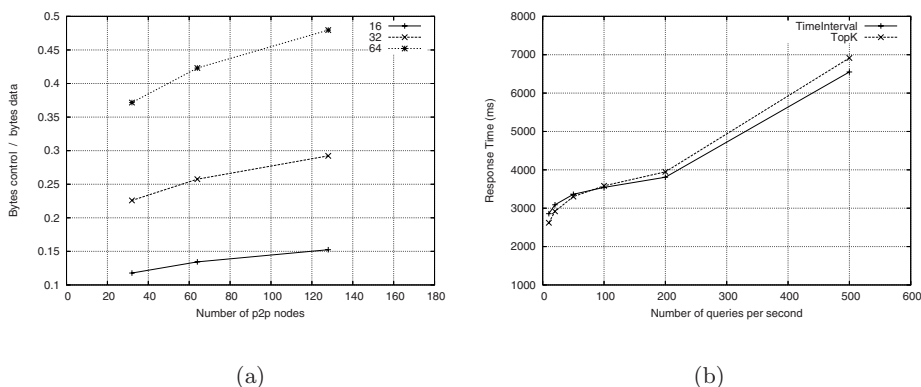 0.5
0.45
0.4
0.35
0.3
0.25
0.2
0.15
0.1
0 20 40 60 80 100 120 140 160 180
Bytes control / bytes data
Number of p2p nodes
16
32
64
(a)
8000
7000
6000
5000
4000
3000
2000
1000
0 100 200 300 400 500 600
Response Time (ms)
Number of queries per second
TimeInterval
TopK
(b)